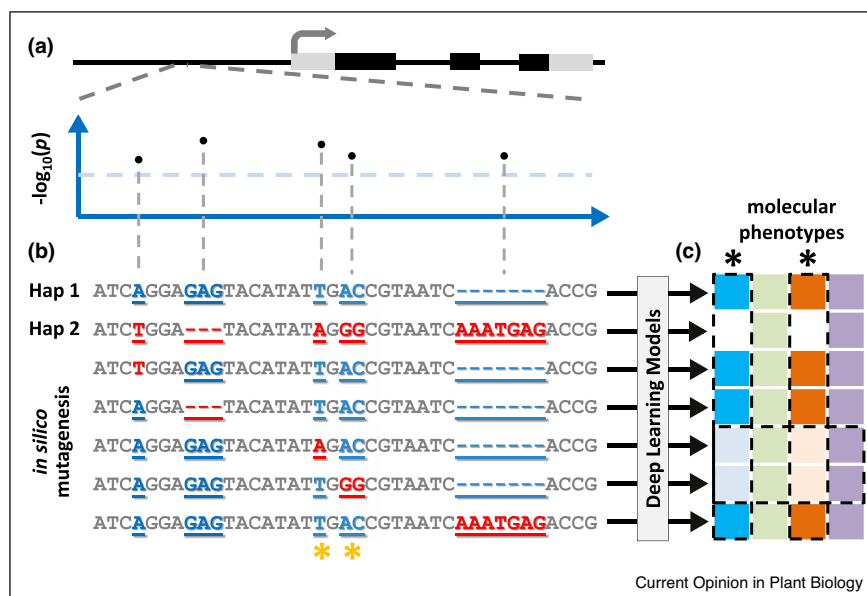 (a)
-log10(p)
molecular
phenotypes
(b)
(c)
* *
Hap 1 ATCAGGAGAGTACATATTGACCGTAATC-------ACCG
Hap 2 ATCTGGA---TACATATAGGGCGTAATCAAATGAGACCG
ATCTGGAGAGTACATATTGACCGTAATC-------ACCG
ATCAGGA---TACATATTGACCGTAATC-------ACCG
ATCAGGAGAGTACATATAGACCGTAATC-------ACCG
ATCAGGAGAGTACATATTGGGCGTAATC-------ACCG
ATCAGGAGAGTACATATTGACCGTAATCAAATGAGACCG
* *
in silico
mutagenesis
Deep Learning Models
Current Opinion in Plant Biology